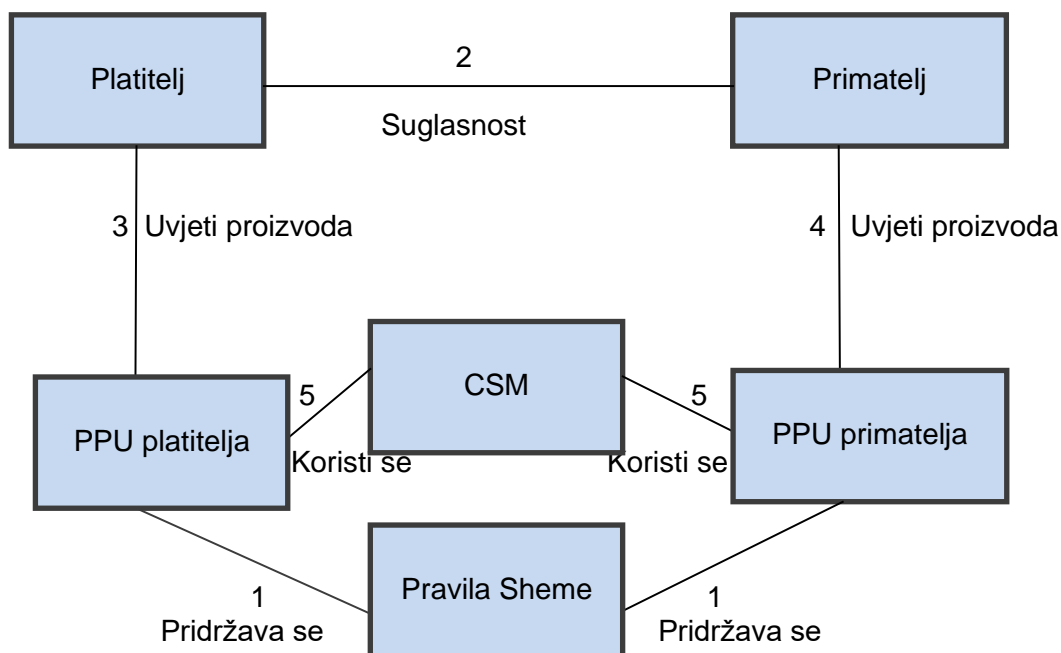 Platitelj
2
Primatelj
Suglasnost
3 Uvjeti proizvoda
4 Uvjeti proizvoda
CSM
5
5
PPU platitelja
PPU primatelja
Koristi se
Koristi se
Pravila Sheme
1
1
Pridržava se
Pridržava se